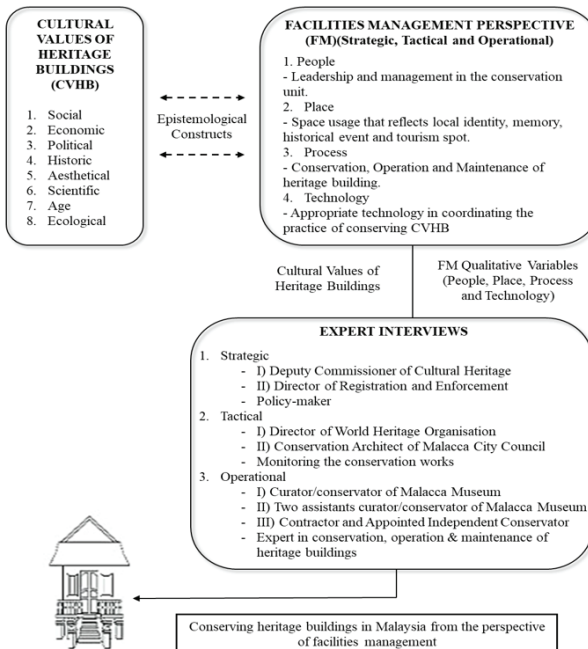 CULTURAL
VALUES OF
HERITAGE
BUILDINGS
(CVHB)
1. Social
2. Economic
3. Political
4. Historic
5. Aesthetical
6. Scientific
7. Age
8. Ecological
Epistemological
Constructs
FACILITIES MANAGEMENT PERSPECTIVE
(FM)(Strategic, Tactical and Operational)
1. People
- Leadership and management in the conservation
unit.
2. Place
- Space usage that reflects local identity, memory,
historical event and tourism spot.
3. Process
- Conservation, Operation and Maintenance of
heritage building.
4. Technology
-Appropriate technology in coordinating the
practice of conserving CVHB
Cultural Values of
Heritage Buildings
FM Qualitative Variables
(People, Place, Process
and Technology)
EXPERT INTERVIEWS
1. Strategic
- I) Deputy Commissioner of Cultural Heritage
- II) Director of Registration and Enforcement
- Policy-maker
2. Tactical
- I) Director of World Heritage Organisation
- II) Conservation Architect of Malacca City Council
- Monitoring the conservation works
3. Operational
- I) Curator/conservator of Malacca Museum
- II) Two assistants curator/conservator of Malacca Museum
- III) Contractor and Appointed Independent Conservator
- Expert in conservation, operation & maintenance of
heritage buildings
Conserving heritage buildings in Malaysia from the perspective
of facilities management